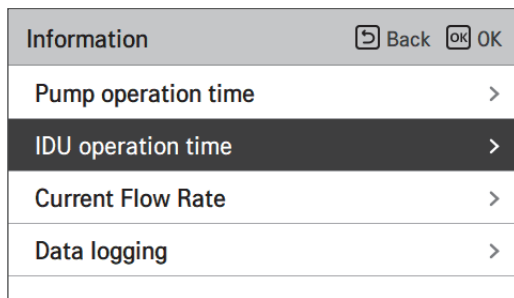 Information Back OK OK
Pump operation time
IDU operation time
Current Flow Rate
Data logging